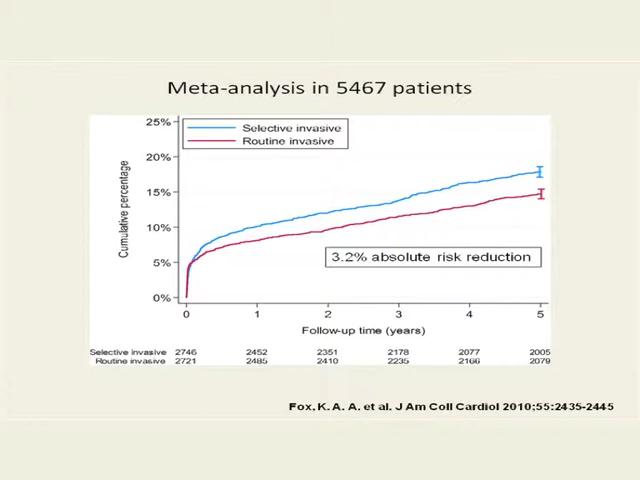 Meta-analysis in 5467 patients
25%
20%
15%
10%
5%
0%
Cumulative percentage
Selective invasive
Routine invasive
3.2% absolute risk reduction
0 1 2 3 4 5
Follow-up time (years)
Selective invasive 2746 2452 2351 2178 2077 2005
Routine invasive 2721 2485 2410 2235 2166 2079
Fox, K. A. A. et al. J Am Coll Cardiol 2010;55:2435-2445